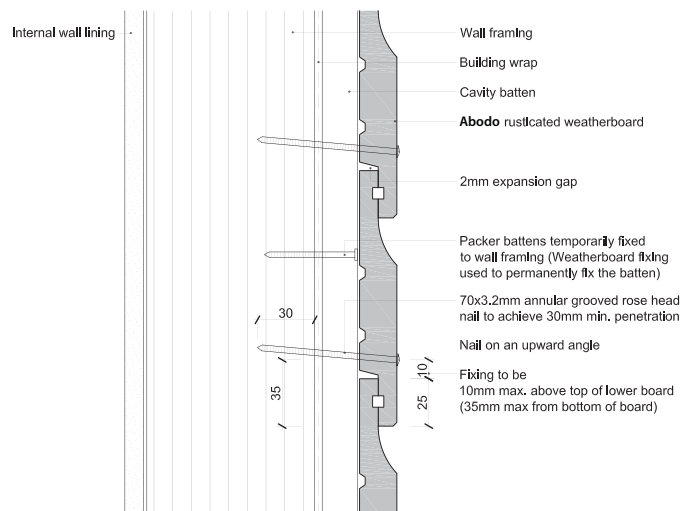 Internal wall lining
Wall framing
Building wrap
Cavity batten
Abodo rusticated weatherboard
2mm expansion gap
Packer battens temporarily fixed
to wall framing (Weatherboard fixing
used to permanently fix the batten)
70x3.2mm annular grooved rose head
nail to achieve 30mm min. penetration
Nail on an upward angle
Fixing to be
10mm max. above top of lower board
(35mm max from bottom of board)
30
35
10
25